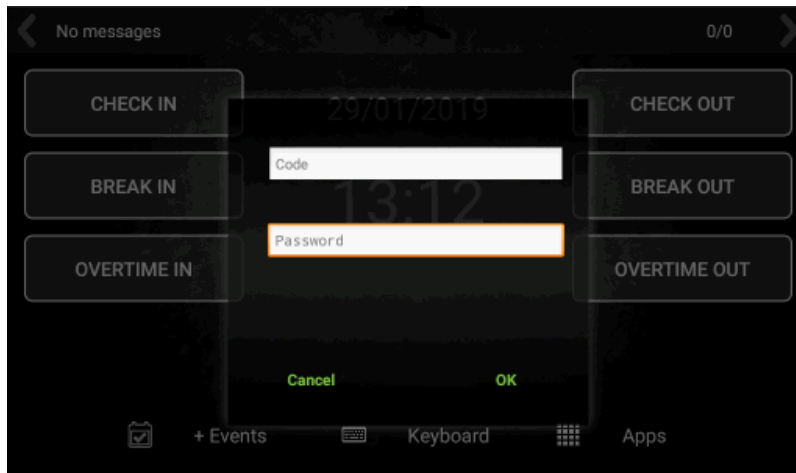 No messages 0/0
CHECK IN 29/01/2019 CHECK OUT
Code
BREAK IN 13:12 BREAK OUT
Password
OVERTIME IN OVERTIME OUT
Cancel OK
+ Events Keyboard Apps